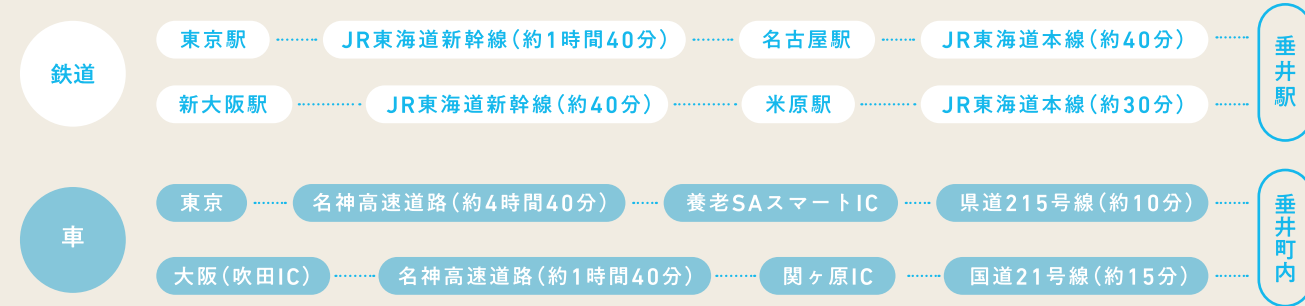 鉄道
東京駅 JR東海道新幹線（約1時間40分） 名古屋駅 JR東海道本線（約40分）
新大阪駅 JR東海道新幹線（約40分） 米原駅 JR東海道本線（約30分）
垂井駅
車
東京 名神高速道路（約4時間40分） 養老SAスマートIC 県道215号線（約10分）
大阪（吹田IC） 名神高速道路（約1時間40分） 関ヶ原IC 国道21号線（約15分）
垂井町内